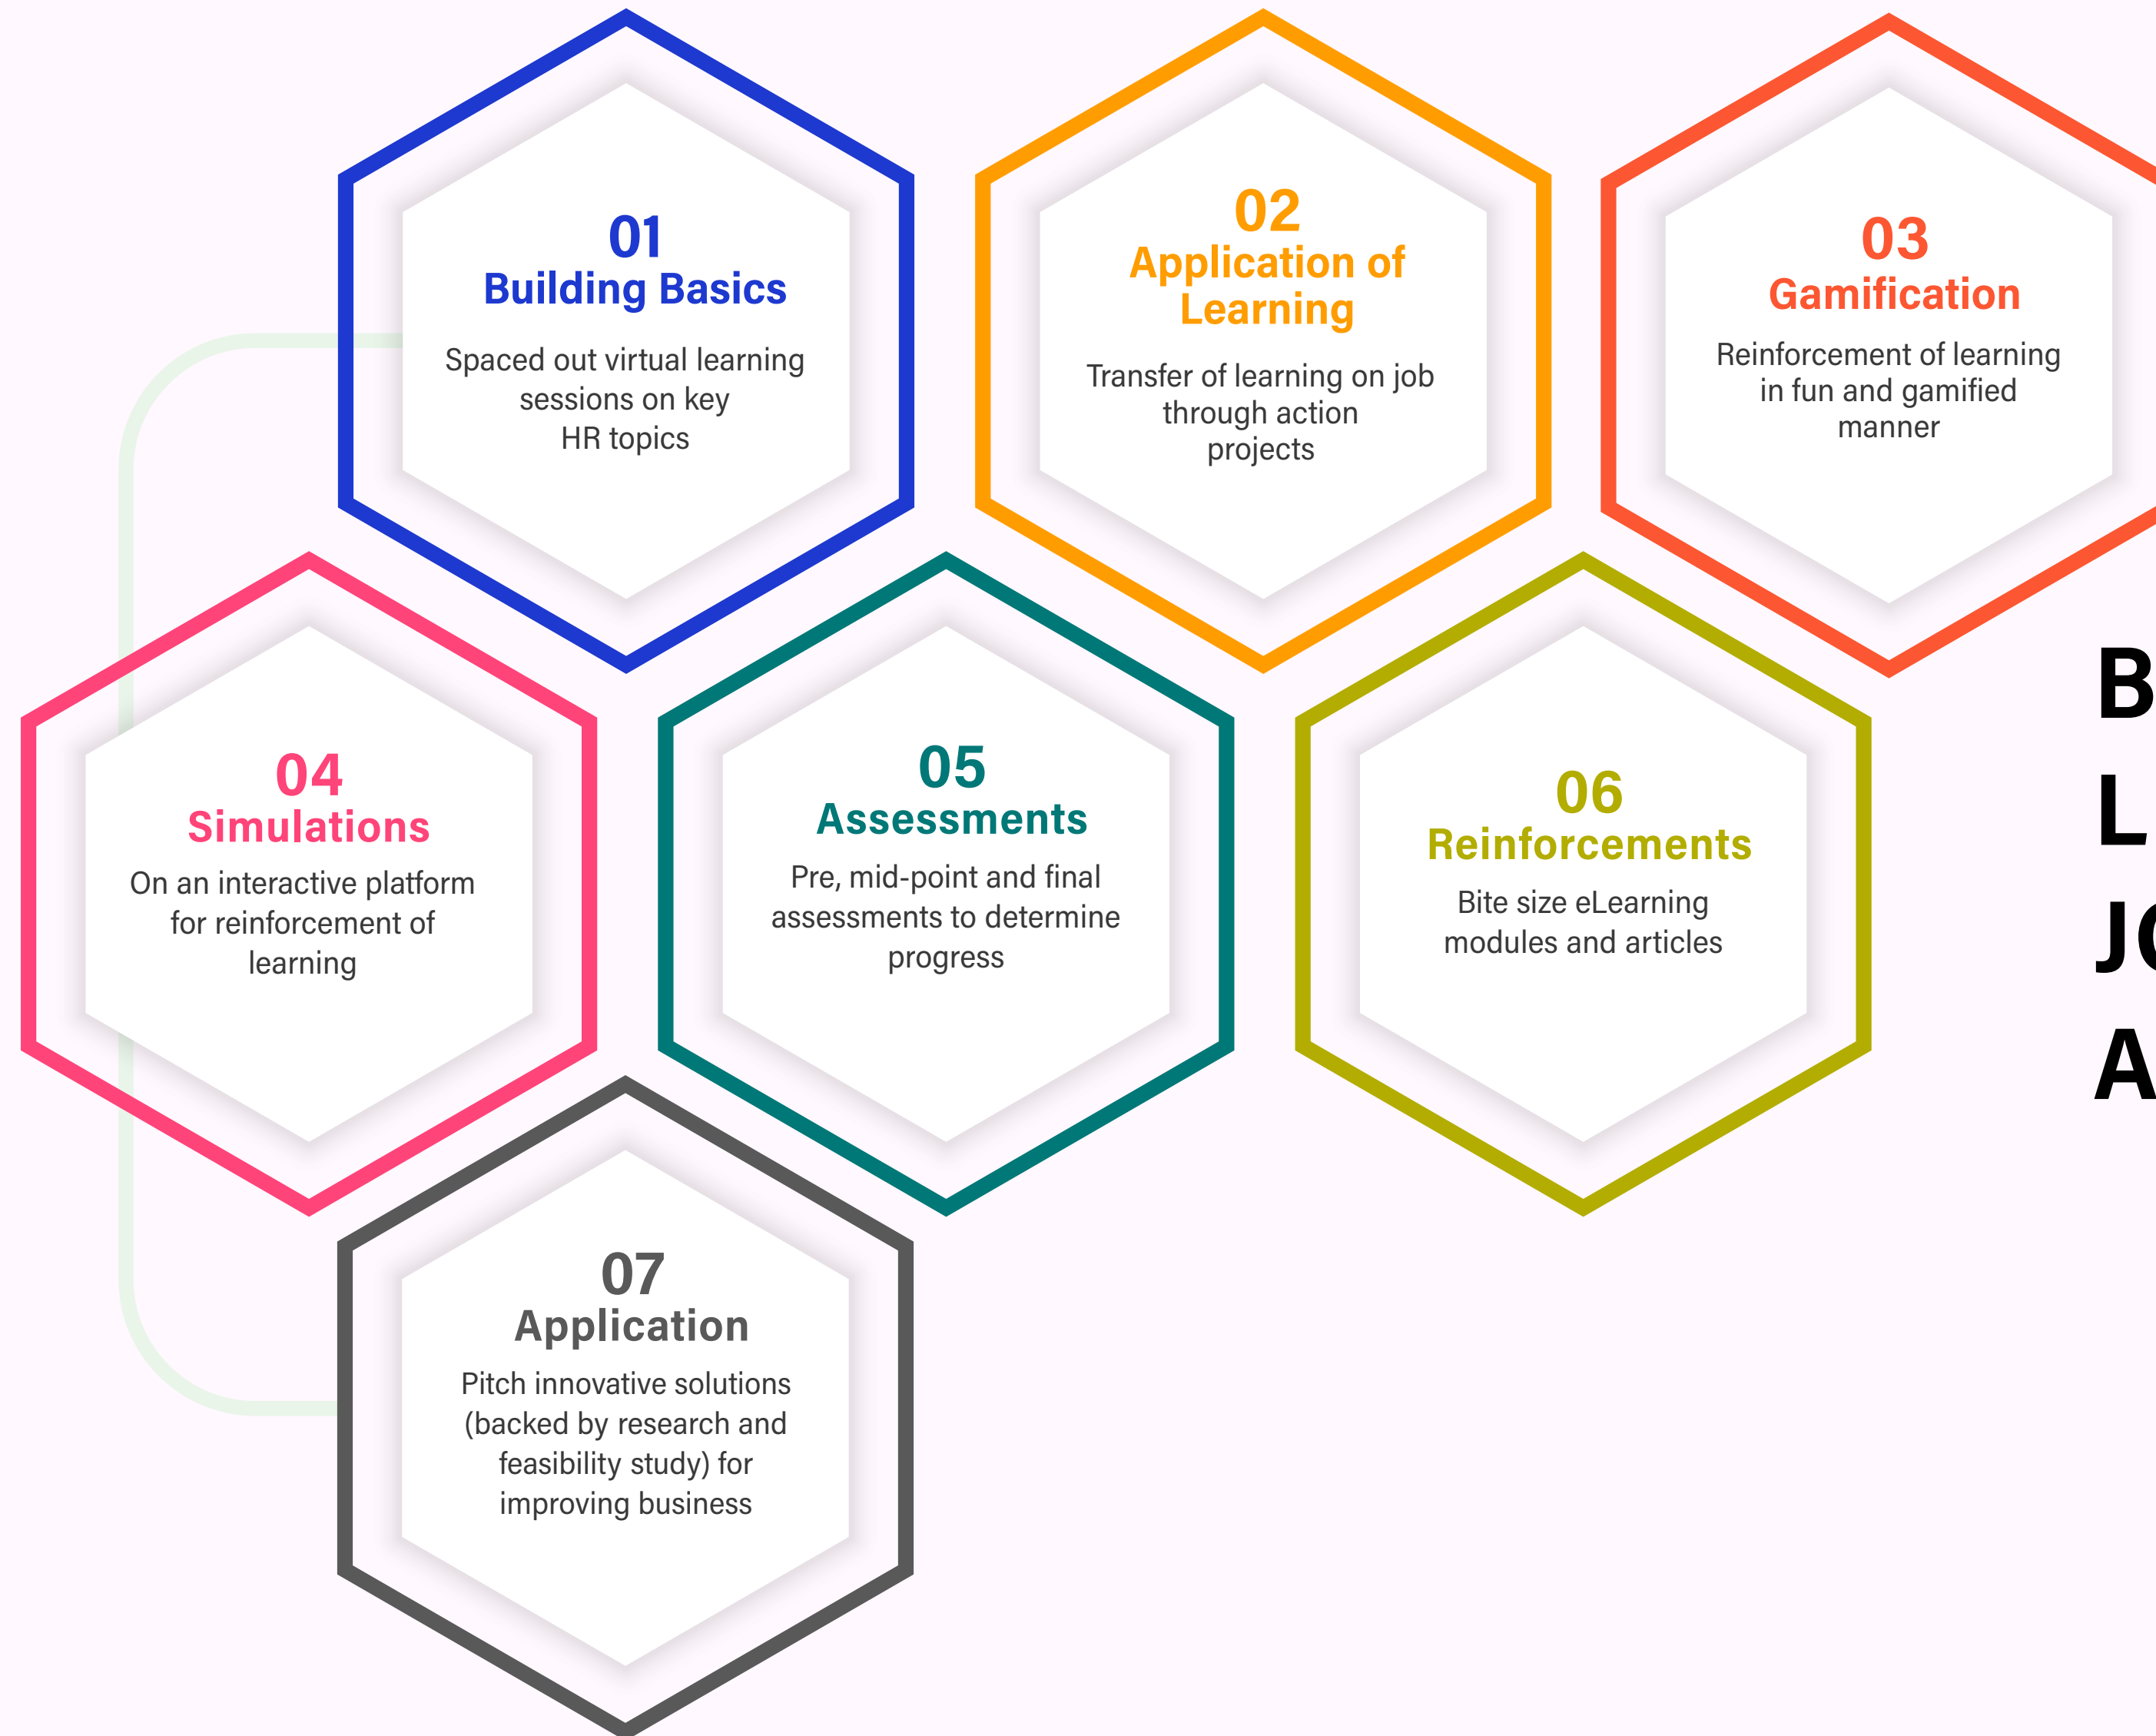 01
Building Basics
Spaced out virtual learning
sessions on key
HR topics
02
Application of
Learning
Transfer of learning on job
through action
projects
03
Gamification
Reinforcement of learning
in fun and gamified
manner
04
Simulations
On an interactive platform
for reinforcement of
learning
05
Assessments
Pre, mid-point and final
assessments to determine
progress
06
Reinforcements
Bite size eLearning
modules and articles
07
Application
Pitch innovative solutions
(backed by research and
feasibility study) for
improving business